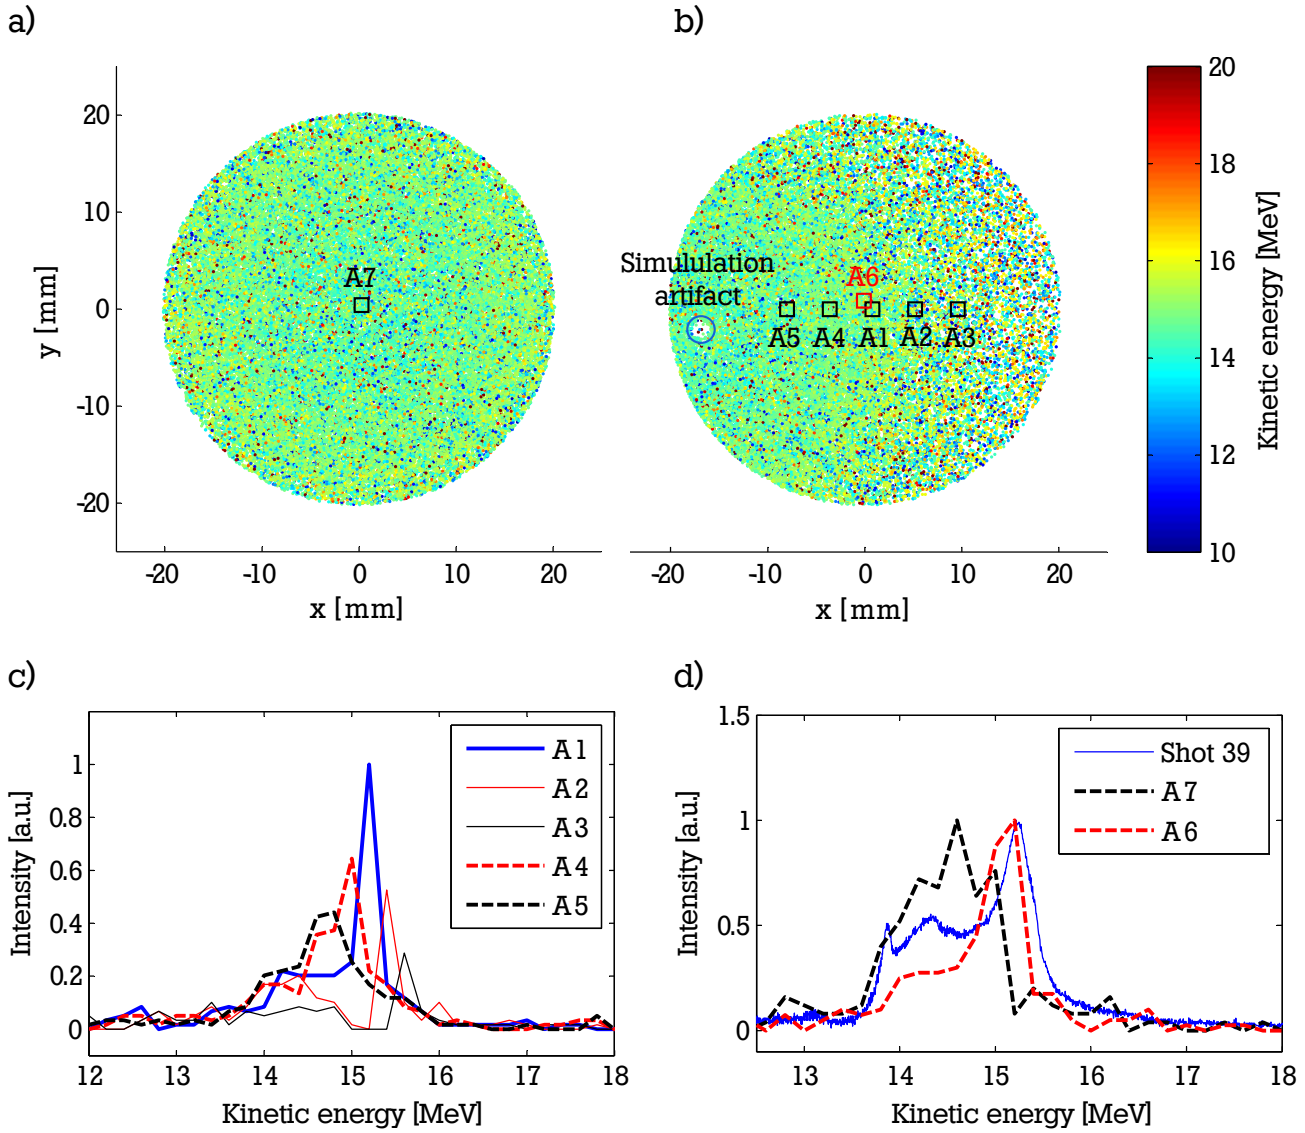 a)
b)
20
10
0
-10
-20
y [mm]
-20
-10
0
10
20
x [mm]
A7
Simululation
artifact
A6
A5
A4
A1
A2
A3
-20
-10
0
10
20
x [mm]
20
18
16
14
12
10
Kinetic energy [MeV]
c)
d)
1
0.8
0.6
0.4
0.2
0
Intensity [a.u.]
12
13
14
15
16
17
18
Kinetic energy [MeV]
A1
A2
A3
A4
A5
1.5
1
0.5
0
Intensity [a.u.]
13
14
15
16
17
18
Kinetic energy [MeV]
Shot 39
A7
A6